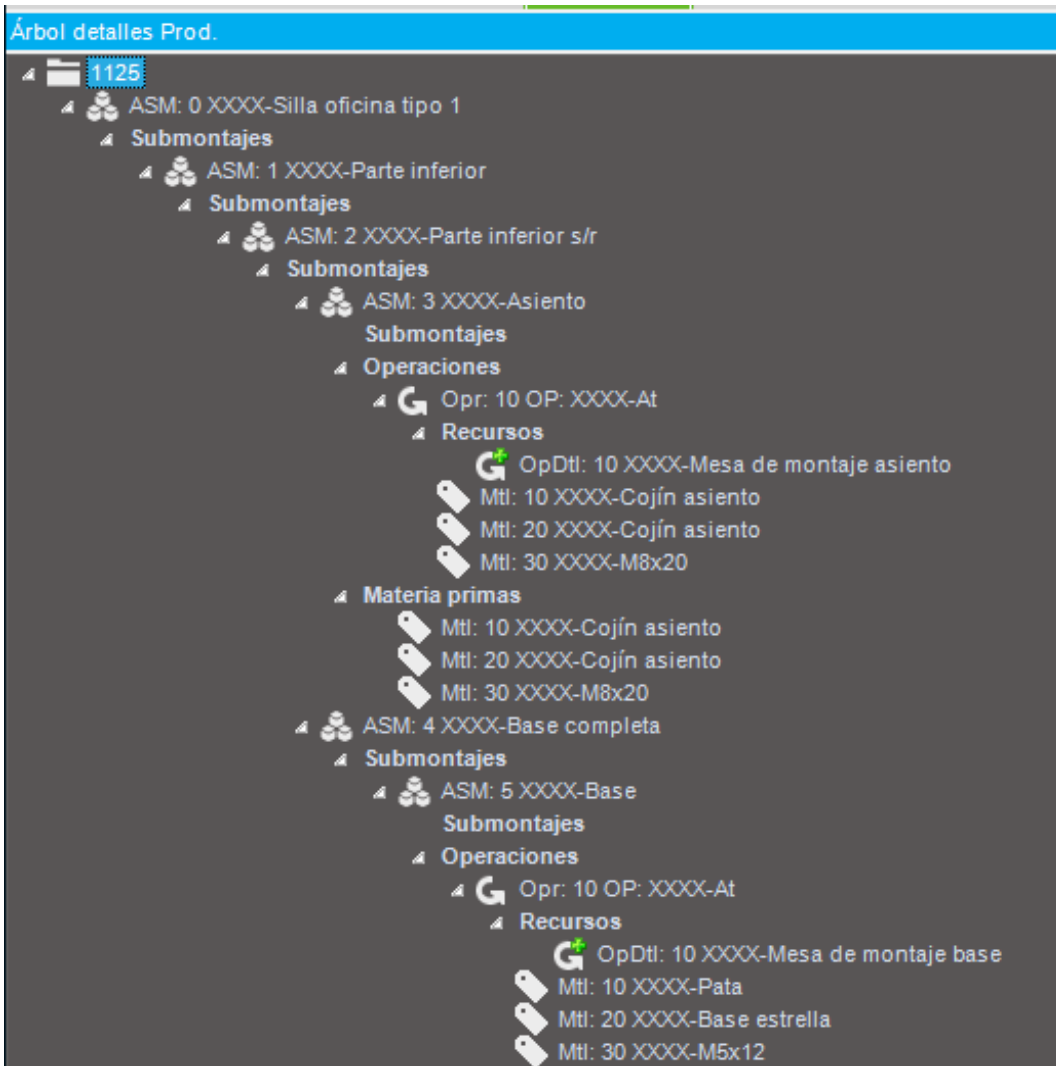 Árbol detalles Prod.
1125
ASM: 0 XXXX-Silla oficina tipo 1
Submontajes
ASM: 1 XXXX-Parte inferior
Submontajes
ASM: 2 XXXX-Parte inferior s/r
Submontajes
ASM: 3 XXXX-Asiento
Submontajes
Operaciones
Opr: 10 OP: XXXX-At
Recursos
OpDtl: 10 XXXX-Mesa de montaje asiento
Mtl: 10 XXXX-Cojín asiento
Mtl: 20 XXXX-Cojín asiento
Mtl: 30 XXXX-M8x20
Materia primas
Mtl: 10 XXXX-Cojín asiento
Mtl: 20 XXXX-Cojín asiento
Mtl: 30 XXXX-M8x20
ASM: 4 XXXX-Base completa
Submontajes
ASM: 5 XXXX-Base
Submontajes
Operaciones
Opr: 10 OP: XXXX-At
Recursos
OpDtl: 10 XXXX-Mesa de montaje base
Mtl: 10 XXXX-Pata
Mtl: 20 XXXX-Base estrella
Mtl: 30 XXXX-M5x12